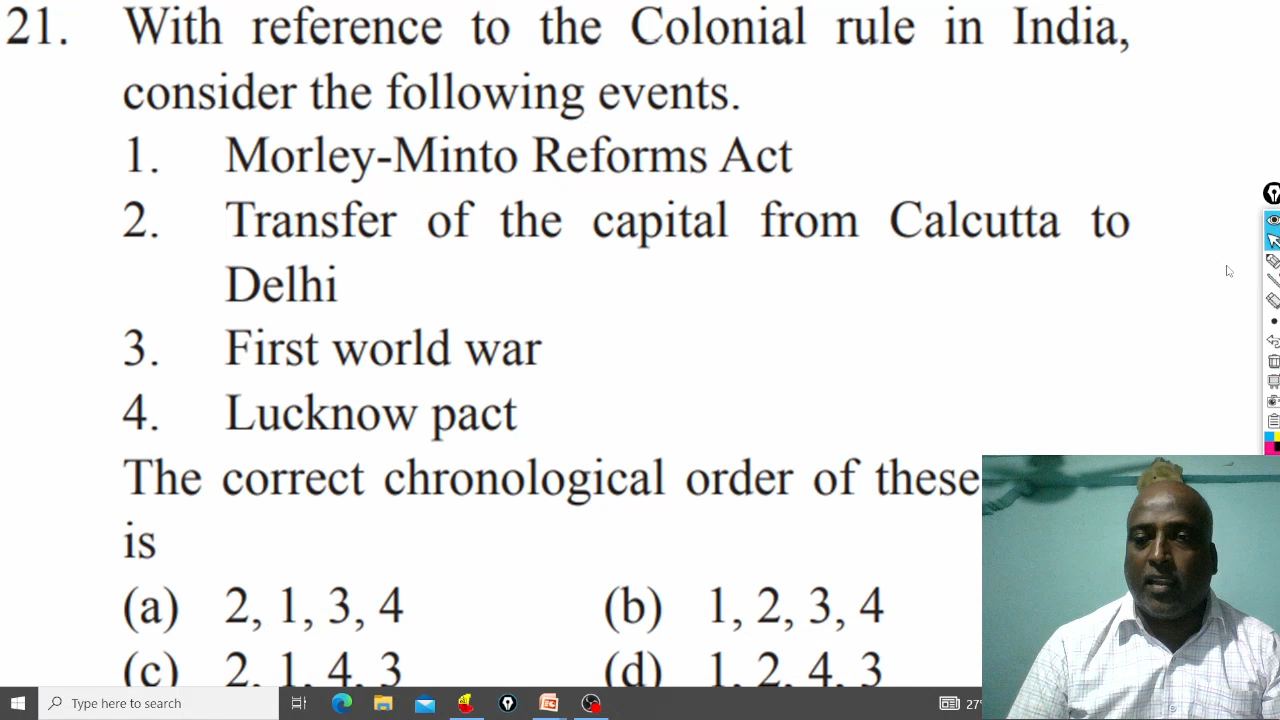 21. With reference to the Colonial rule in India,
consider the following events.
1. Morley-Minto Reforms Act
2. Transfer of the capital from Calcutta to
Delhi
3. First world war
4. Lucknow pact
The correct chronological order of these
is
(a) 2, 1, 3, 4 (b) 1, 2, 3, 4
(c) 2, 1, 4, 3 (d) 1, 2, 4, 3
Type here to search
27°